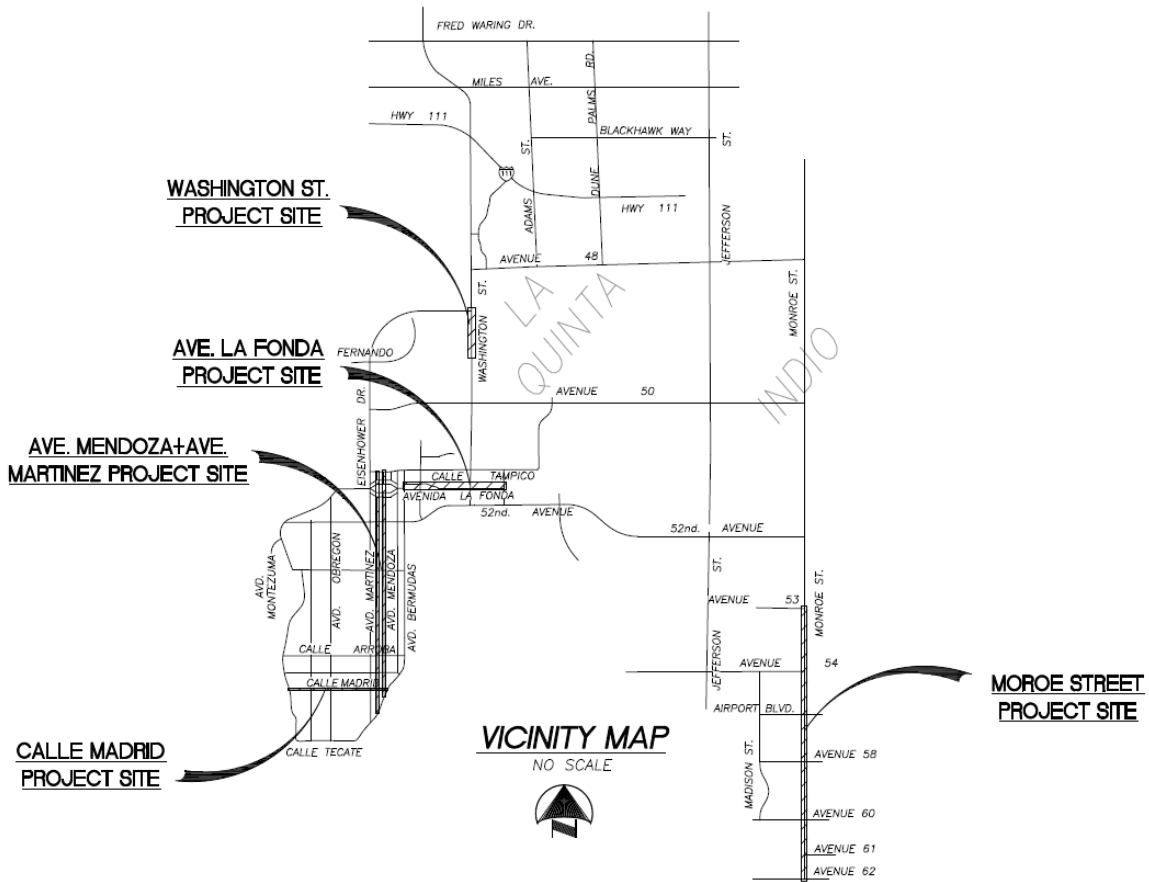 FRED WARING DR.
MILES AVE.
HWY 111
111
BLACKHAWK WAY
HWY 111
ADAMS ST.
DUNE PALMS RD.
JEFFERSON ST.
WASHINGTON ST.
PROJECT SITE
AVENUE 48
WASHINGTON ST.
MONROE ST.
LA
QUINTA
INDIO
FERNANDO
AVE. LA FONDA
PROJECT SITE
AVENUE 50
EISENHOWER DR.
AVE. MENDOZA+AVE.
MARTINEZ PROJECT SITE
CALLE TAMPICO
AVENIDA LA FONDA
52nd. AVENUE
52nd. AVENUE
AVD.
MONTEZUMA
AVD. OBREGON
AVD. MARTINEZ
AVD. MENDOZA
AVD. BERMUDAS
JEFFERSON ST.
MONROE ST.
AVENUE 53
CALLE ARROBA
AVENUE 54
CALLE MADRID
MOROE STREET
PROJECT SITE
AIRPORT BLVD.
CALLE MADRID
PROJECT SITE
CALLE TECATE
VICINITY MAP
NO SCALE
N
MADISON ST.
AVENUE 58
AVENUE 60
AVENUE 61
AVENUE 62